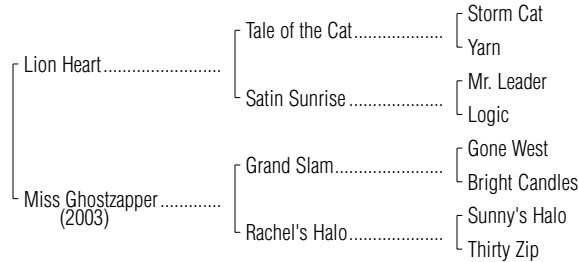 Storm Cat
Tale of the Cat..................
Yarn
Lion Heart.........................
Mr. Leader
Satin Sunrise....................
Logic
Gone West
Grand Slam.......................
Bright Candles
Miss Ghostzapper.............
(2003)
Sunny's Halo
Rachel's Halo....................
Thirty Zip